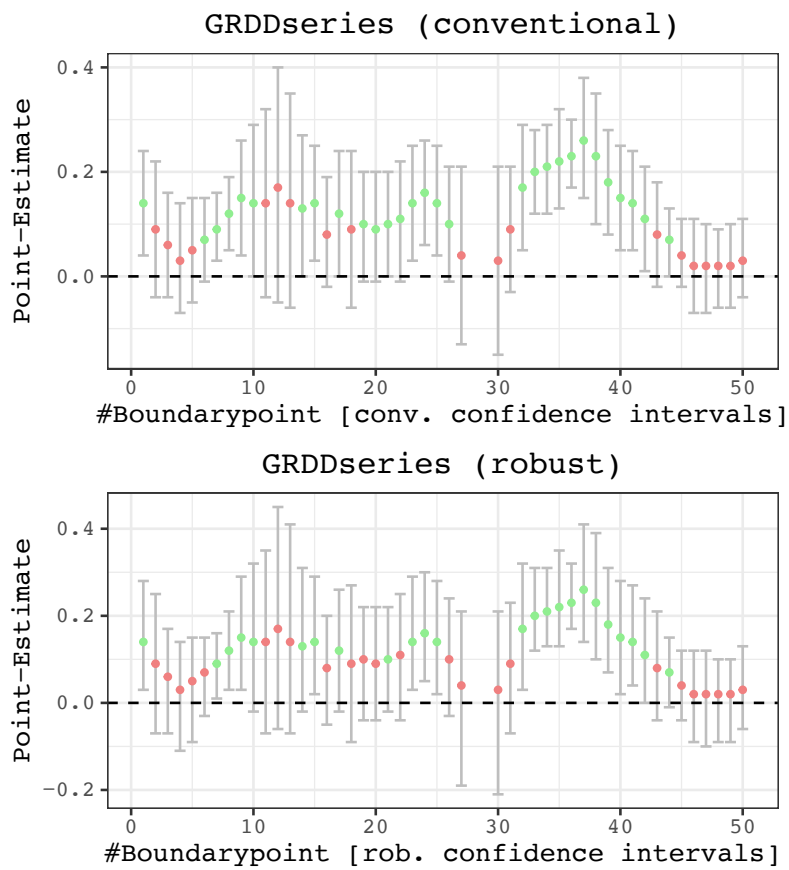 GRDDseries (conventional)
Point-Estimate
0.4
0.2
0.0
0 10 20 30 40 50
#Boundarypoint [conv. confidence intervals]
GRDDseries (robust)
Point-Estimate
0.4
0.2
0.0
−0.2
0 10 20 30 40 50
#Boundarypoint [rob. confidence intervals]